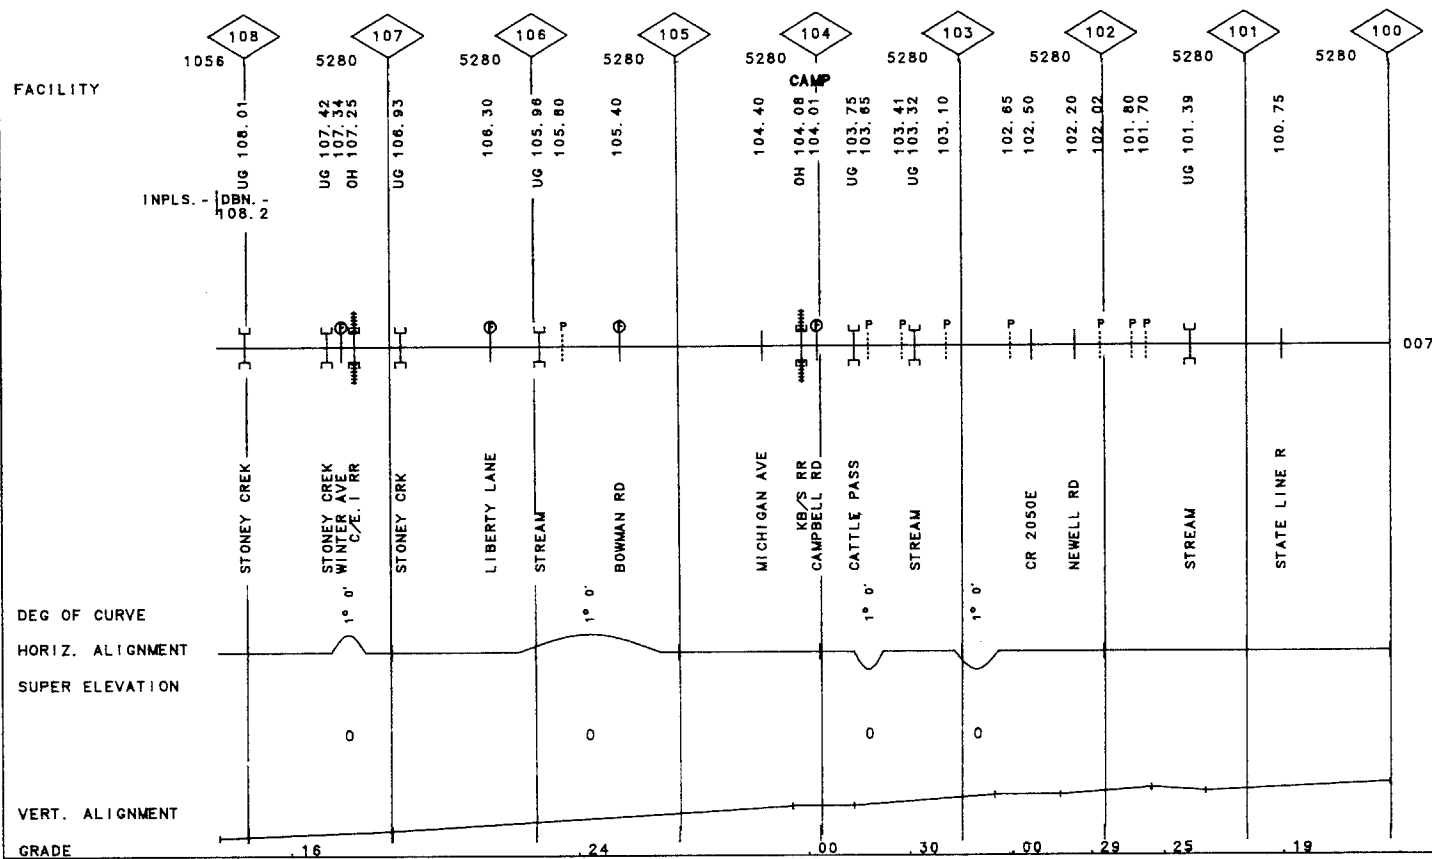 108 107 106 105 104 103 102 101 100
1056 5280 5280 5280 5280 5280 5280 5280
CAMP
FACILITY
UG 108.01
UG 107.42
107.34
OH 107.25
UG 106.93
106.30
UG 105.96
105.80
105.40
104.40
OH 104.08
104.01
UG 103.75
103.65
103.41
UG 103.32
103.10
102.65
102.50
102.20
102.02
101.80
101.70
UG 101.39
100.75
INPLS. - DBN. -
108.2
P P P P P P P P P P P P
007
STONEY CREK
STONEY CREK
WINTER AVE
C/E.I RR
STONEY CRK
LIBERTY LANE
STREAM
BOWMAN RD
MICHIGAN AVE
KB/S RR
CAMPBELL RD
CATTLE PASS
STREAM
CR 2050E
NEWELL RD
STREAM
STATE LINE R
DEG OF CURVE 1° 0' 1° 0' 1° 0' 1° 0'
HORIZ. ALIGNMENT
SUPER ELEVATION
0 0 0 0
VERT. ALIGNMENT
GRADE .16 .24 .00 .30 .00 .29 .25 .19